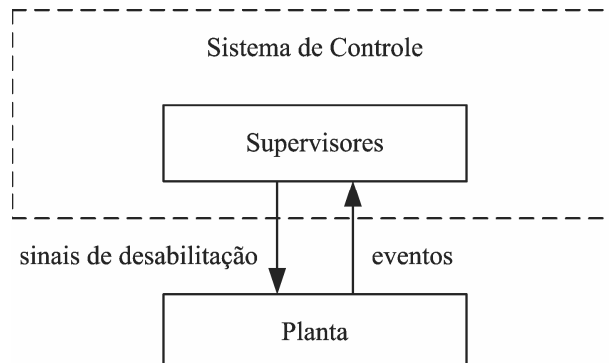 Sistema de Controle
Supervisores
sinais de desabilitação
eventos
Planta